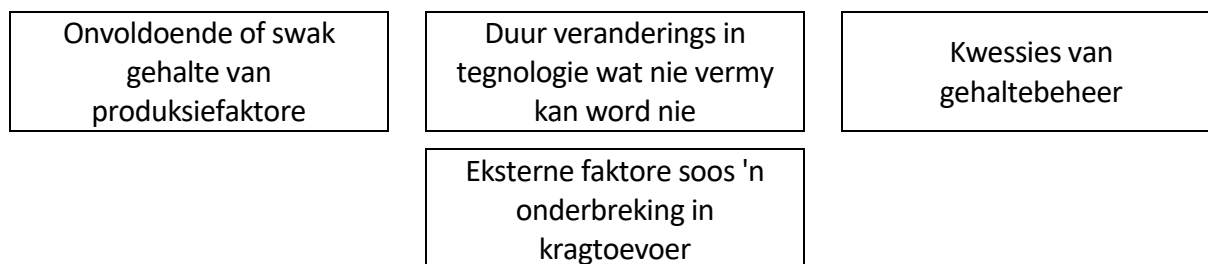 Onvoldoende of swak
gehalte van
produksiefaktore
Duur veranderings in
tegnologie wat nie vermy
kan word nie
Kwessies van
gehaltebeheer
Eksterne faktore soos 'n
onderbreking in
kragtoevoer